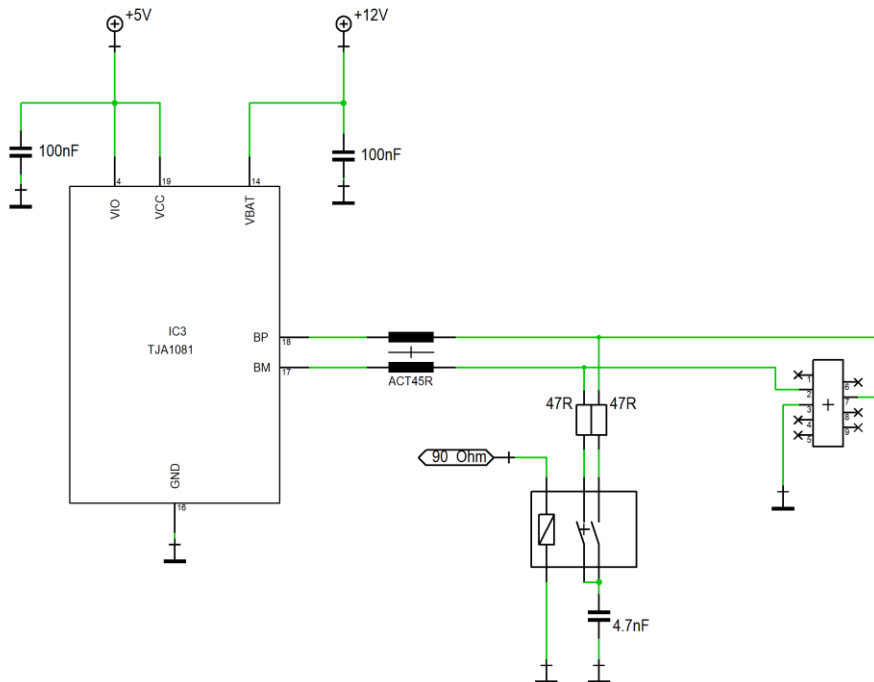 +5V
+12V
100nF
100nF
4
19
14
VIO
VCC
VBAT
IC3
TJA1081
BP
18
BM
17
ACT45R
GND
16
47R
47R
90 Ohm
4.7nF
1
2
3
4
5
6
7
8
9